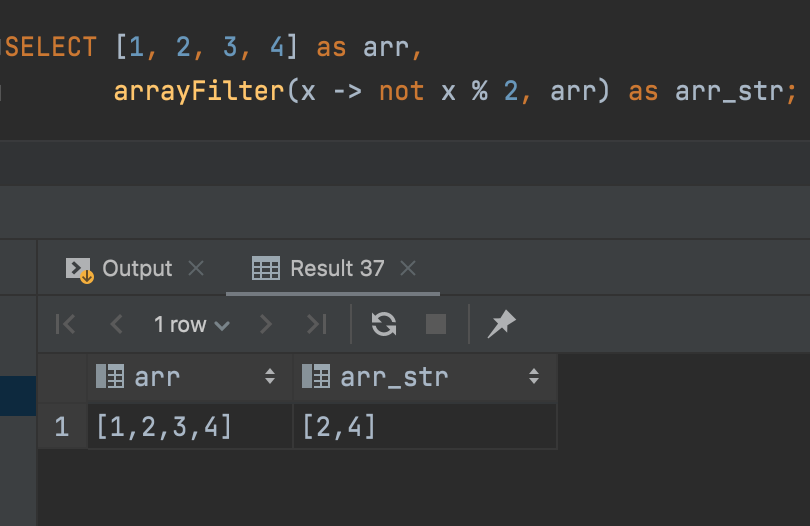 SELECT [1, 2, 3, 4] as arr,
arrayFilter(x -> not x % 2, arr) as arr_str;
Output Result 37
1 row
arr arr_str
1 [1,2,3,4] [2,4]